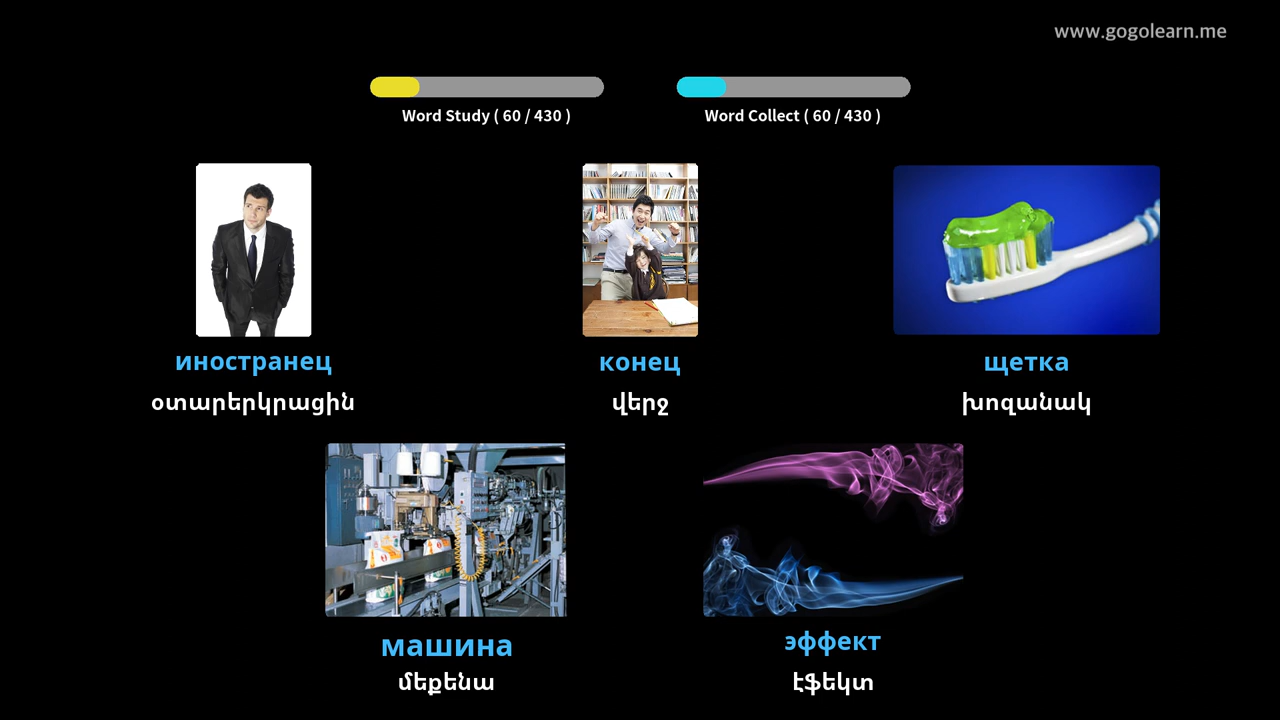 www.gogolearn.me
Word Study ( 60 / 430 )
Word Collect ( 60 / 430 )
иностранец
օտարերկրացին
конец
վերջ
щетка
խոզանակ
машина
մեքենա
эффект
էֆեկտ